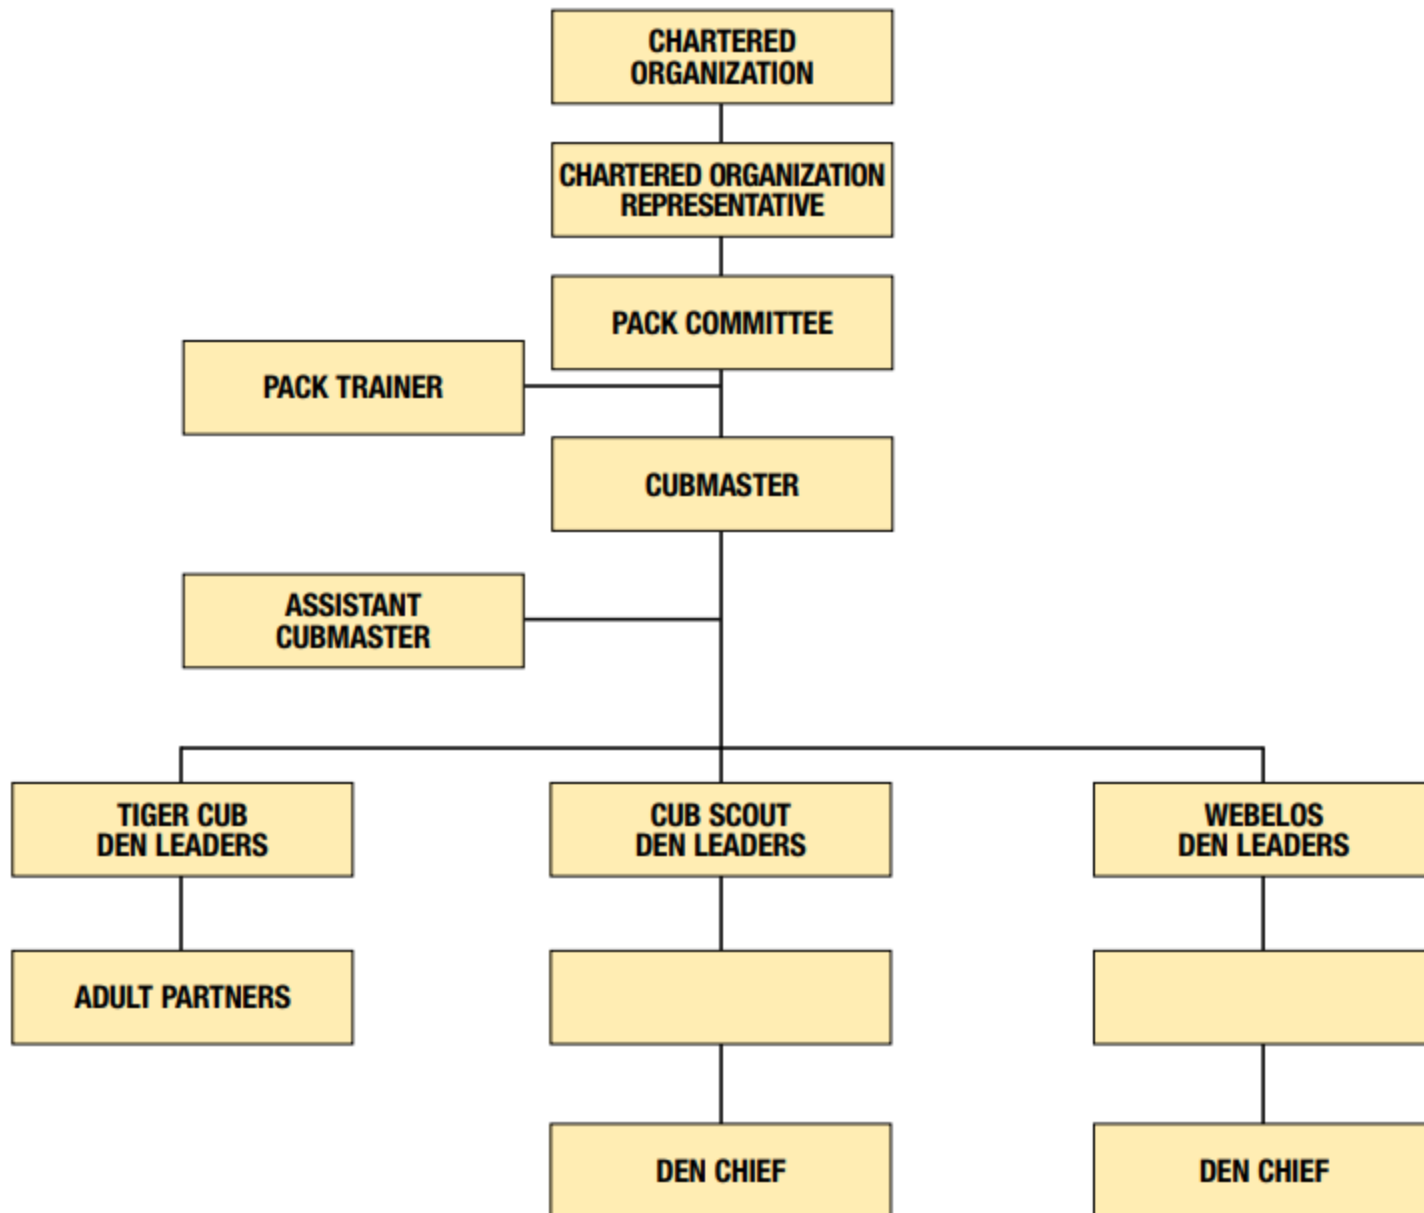 CHARTERED
ORGANIZATION
CHARTERED ORGANIZATION
REPRESENTATIVE
PACK COMMITTEE
PACK TRAINER
CUBMASTER
ASSISTANT
CUBMASTER
TIGER CUB
DEN LEADERS
CUB SCOUT
DEN LEADERS
WEBELOS
DEN LEADERS
ADULT PARTNERS
DEN CHIEF
DEN CHIEF